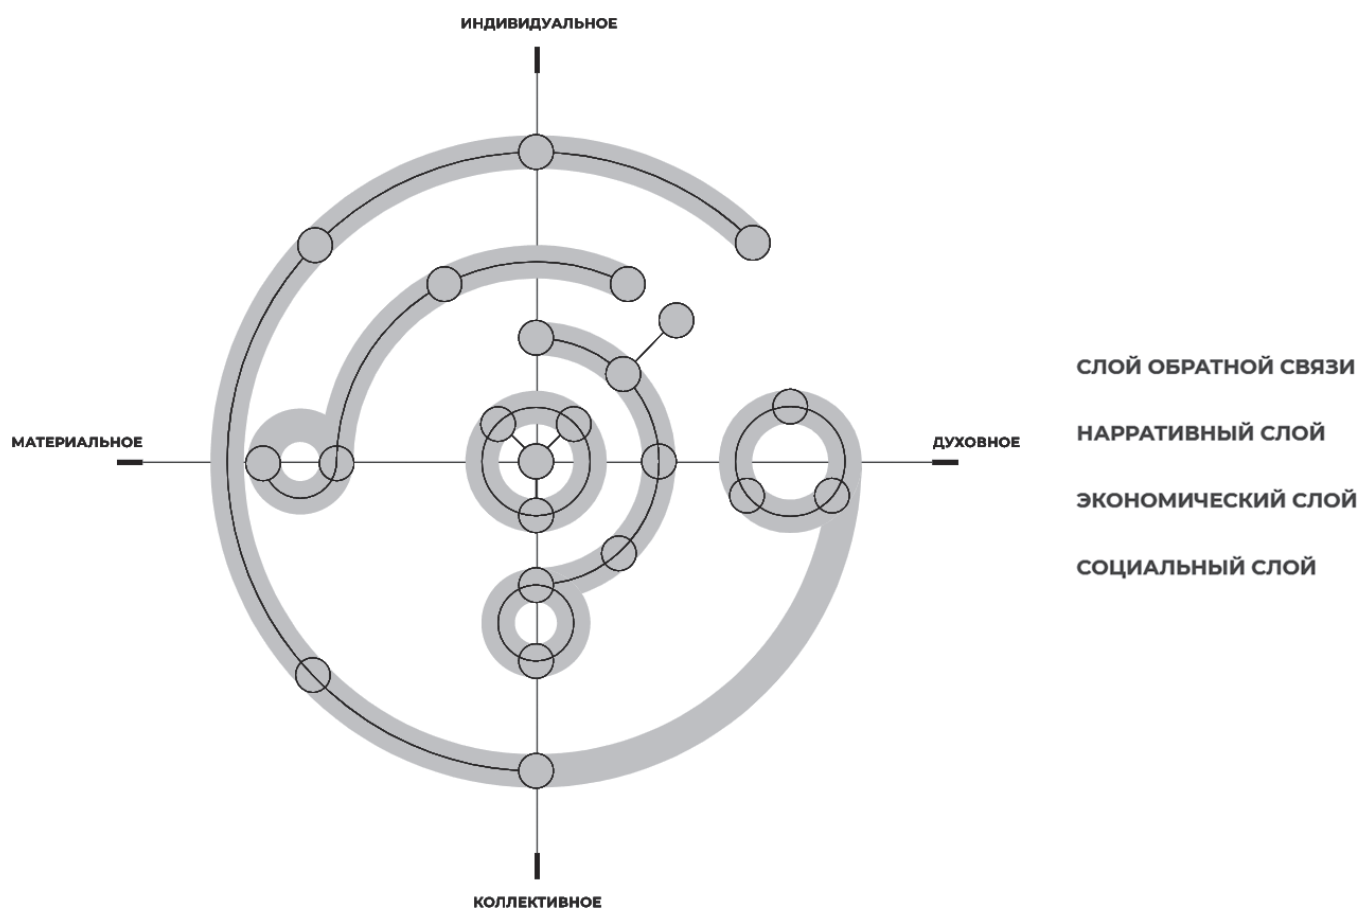 ИНДИВИДУАЛЬНОЕ
СЛОЙ ОБРАТНОЙ СВЯЗИ
НАРРАТИВНЫЙ СЛОЙ
МАТЕРИАЛЬНОЕ
ДУХОВНОЕ
ЭКОНОМИЧЕСКИЙ СЛОЙ
СОЦИАЛЬНЫЙ СЛОЙ
КОЛЛЕКТИВНОЕ